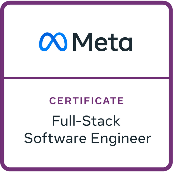 Meta
CERTIFICATE
Full-Stack
Software Engineer